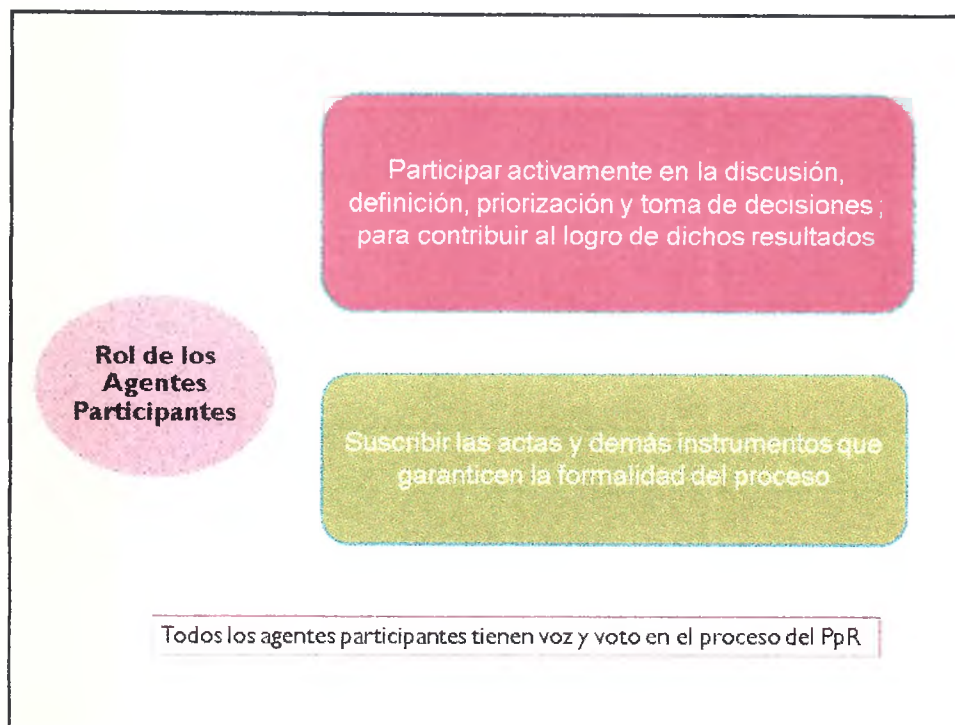 Participar activamente en la discusión,
definición, priorización y toma de decisiones ;
para contribuir al logro de dichos resultados
Rol de los
Agentes
Participantes
Suscribir las actas y demás instrumentos que
garanticen la formalidad del proceso
Todos los agentes participantes tienen voz y voto en el proceso del PpR